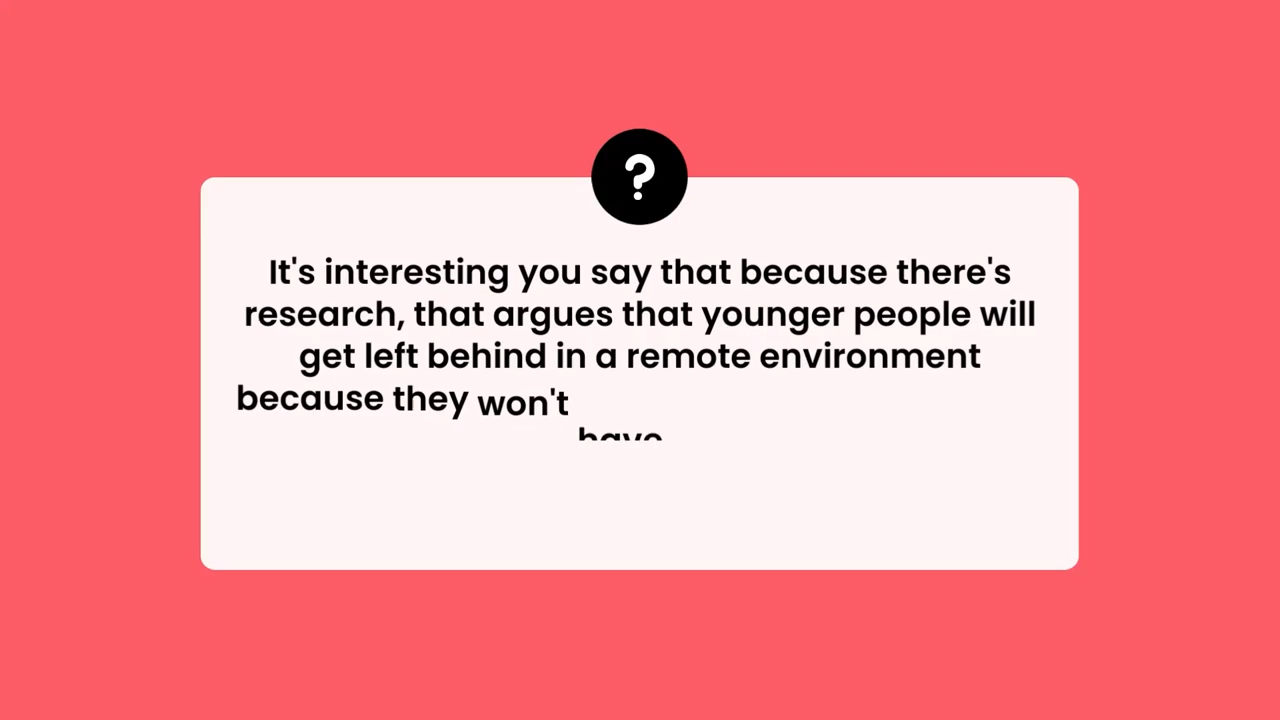 ?
It's interesting you say that because there's
research, that argues that younger people will
get left behind in a remote environment
because they won't
have